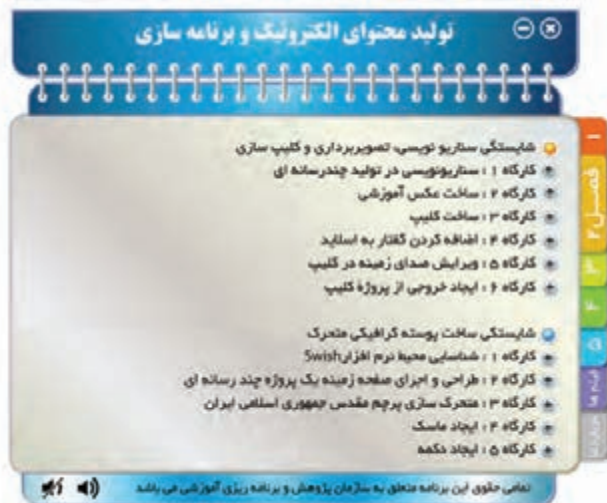 تولید محتوای الکترونیک و برنامه سازی
شایستگی سناریو نویسی، تصویربرداری و کلیپ سازی
کارگاه ۱ : سناریونویسی در تولید چندرسانه ای
کارگاه ۲ : ساخت عکس آموزشی
کارگاه ۳ : ساخت کلیپ
کارگاه ۴ : اضافه کردن گفتار به اسلاید
کارگاه ۵ : ویرایش صدای زمینه در کلیپ
کارگاه ۶ : ایجاد خروجی از پروژۀ کلیپ
شایستگی ساخت پوسته گرافیکی متحرک
کارگاه ۱ : شناسایی محیط نرم افزار Swish
کارگاه ۲ : طراحی و اجرای صفحه زمینه یک پروژه چند رسانه ای
کارگاه ۳ : متحرک سازی پرچم مقدس جمهوری اسلامی ایران
کارگاه ۴ : ایجاد ماسک
کارگاه ۵ : ایجاد دکمه
۱
فصل ۲
۳
۴
۵
فیلم ها
تمامی حقوق این برنامه متعلق به سازمان پژوهش و برنامه ریزی آموزشی می باشد